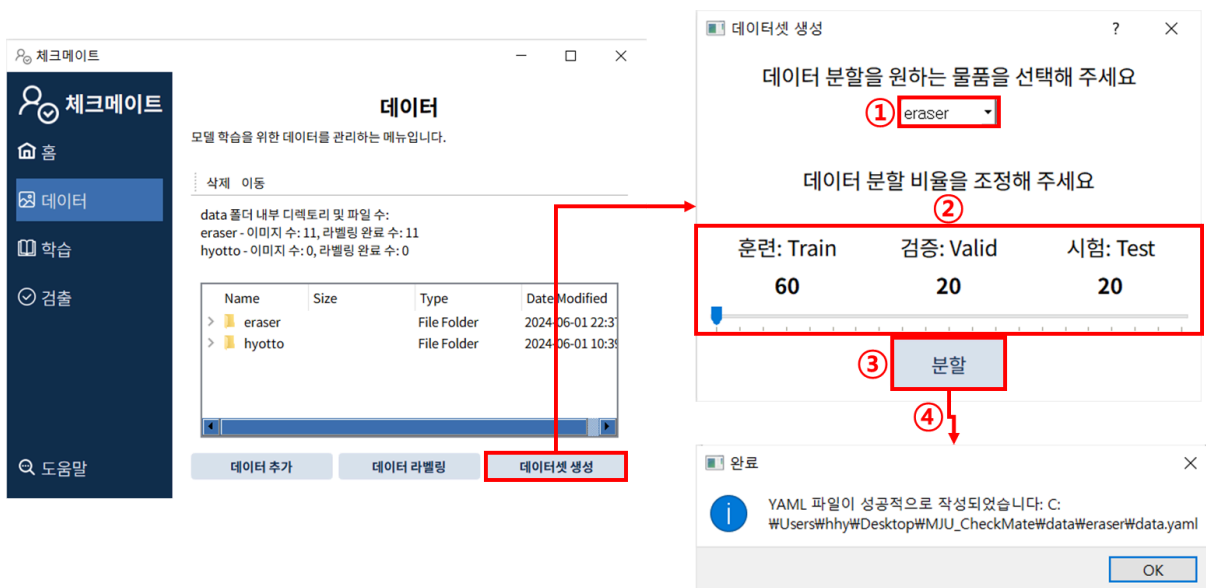 체크메이트
체크메이트
홈
데이터
학습
검출
도움말
데이터
모델 학습을 위한 데이터를 관리하는 메뉴입니다.
삭제 이동
data 폴더 내부 디렉토리 및 파일 수:
eraser - 이미지 수: 11, 라벨링 완료 수: 11
hyotto - 이미지 수: 0, 라벨링 완료 수: 0
Name Size Type Date Modified
eraser File Folder 2024-06-01 22:3
hyotto File Folder 2024-06-01 10:39
데이터 추가 데이터 라벨링 데이터셋 생성
데이터셋 생성 ?
데이터 분할을 원하는 물품을 선택해 주세요
① eraser
데이터 분할 비율을 조정해 주세요
②
훈련: Train 검증: Valid 시험: Test
60 20 20
③ 분할
④
완료
YAML 파일이 성공적으로 작성되었습니다: C:
₩Users₩hhy₩Desktop₩MJU_CheckMate₩data₩eraser₩data.yaml
OK